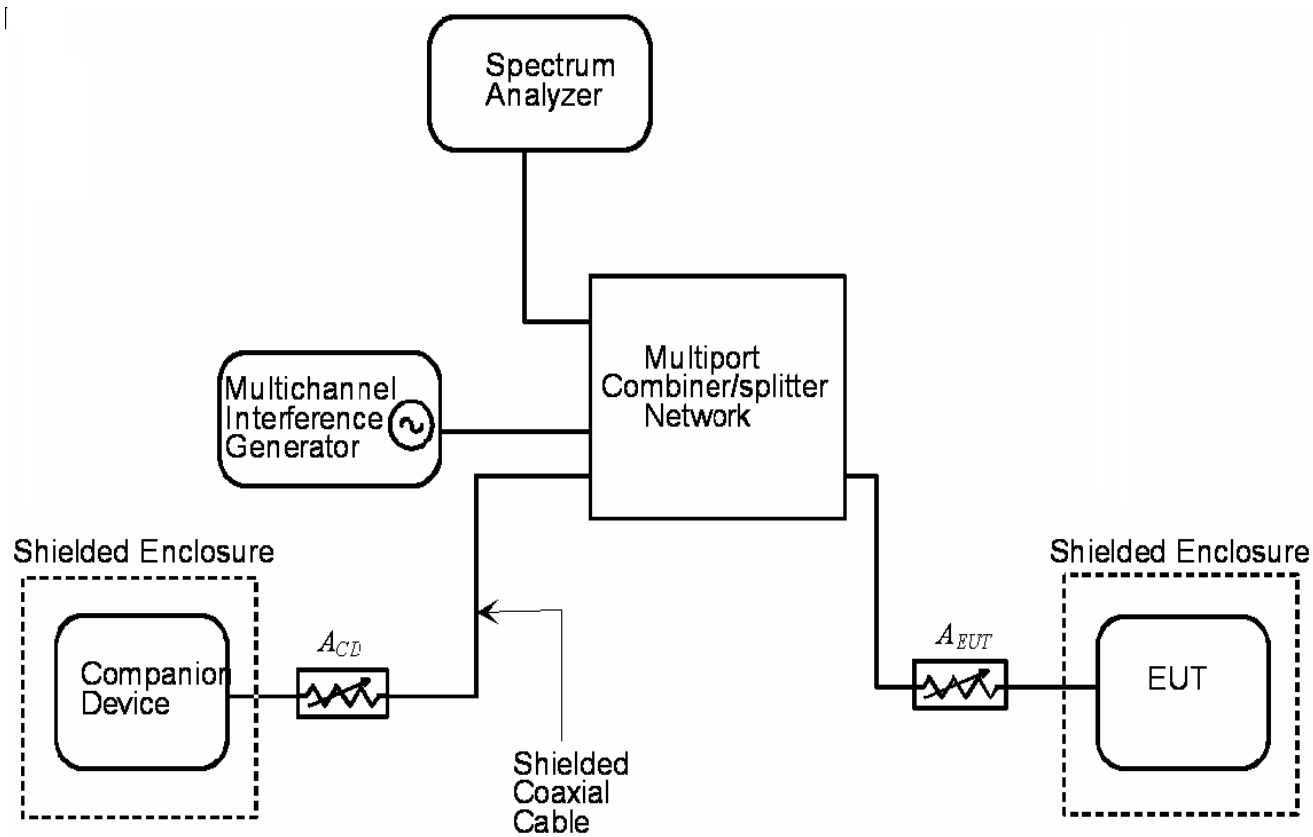 Spectrum
Analyzer
Multiport
Combiner/splitter
Network
Multichannel
Interference
Generator
Shielded Enclosure
Shielded Enclosure
A_CD
A_EUT
Companion
Device
EUT
Shielded
Coaxial
Cable